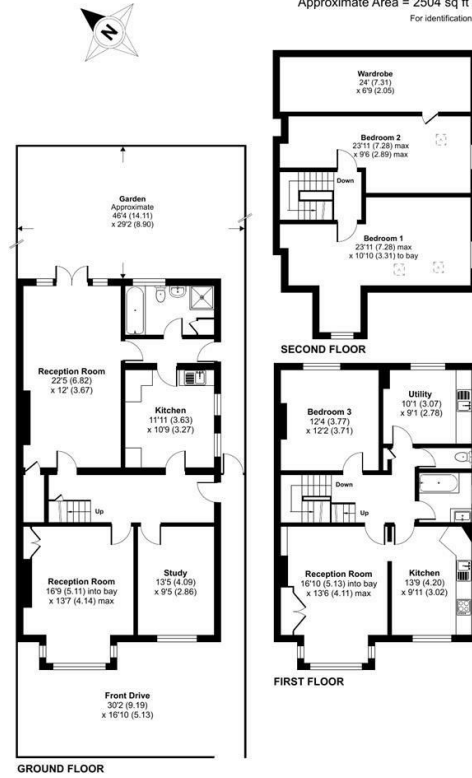 Approximate Area = 2504 sq ft
For identification
N
Wardrobe
24' (7.31)
x 6'9 (2.05)
Bedroom 2
23'11 (7.28) max
x 9'6 (2.89) max
Down
Bedroom 1
23'11 (7.28) max
x 10'10 (3.31) to bay
SECOND FLOOR
Garden
Approximate
46'4 (14.11)
x 29'2 (8.90)
Reception Room
22'5 (6.82)
x 12' (3.67)
Kitchen
11'11 (3.63)
x 10'9 (3.27)
Up
Reception Room
16'9 (5.11) into bay
x 13'7 (4.14) max
Study
13'5 (4.09)
x 9'5 (2.86)
Front Drive
30'2 (9.19)
x 16'10 (5.13)
GROUND FLOOR
Bedroom 3
12'4 (3.77)
x 12'2 (3.71)
Utility
10'1 (3.07)
x 9'1 (2.78)
Down
Up
Reception Room
16'10 (5.13) into bay
x 13'6 (4.11) max
Kitchen
13'9 (4.20)
x 9'11 (3.02)
FIRST FLOOR